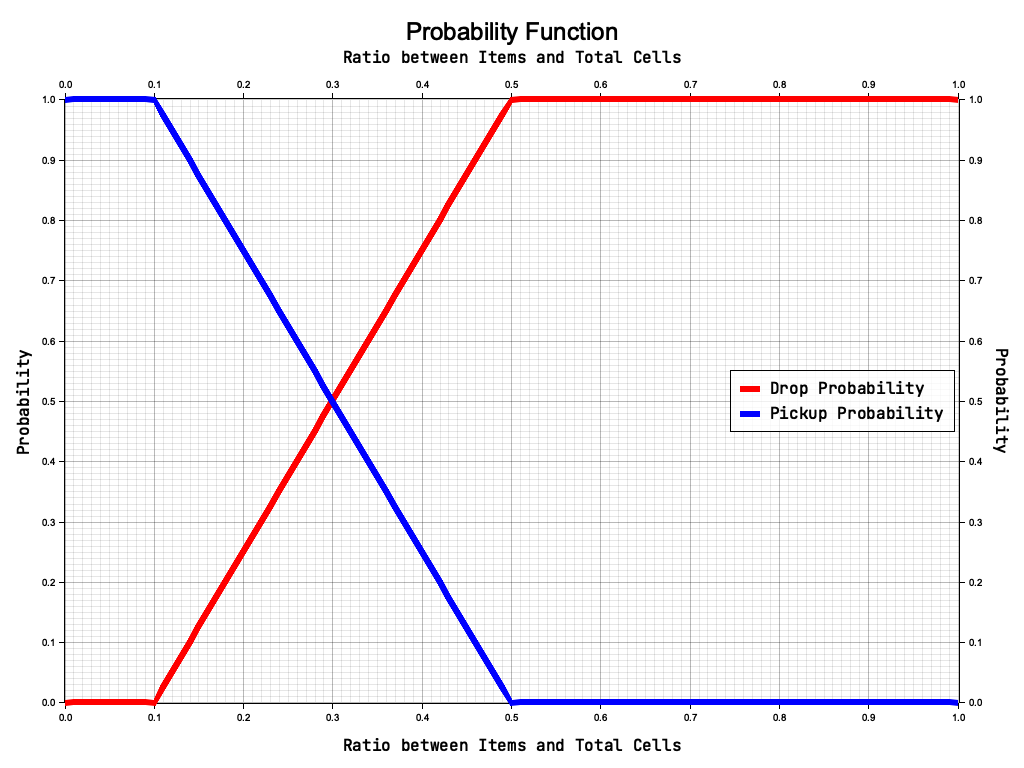 Probability Function
Ratio between Items and Total Cells
0.0 0.1 0.2 0.3 0.4 0.5 0.6 0.7 0.8 0.9 1.0
1.0 1.0
0.9 0.9
0.8 0.8
0.7 0.7
0.6 0.6
0.5 0.5
0.4 0.4
0.3 0.3
0.2 0.2
0.1 0.1
0.0 0.0
Probability
Probability
Drop Probability
Pickup Probability
0.0 0.1 0.2 0.3 0.4 0.5 0.6 0.7 0.8 0.9 1.0
Ratio between Items and Total Cells